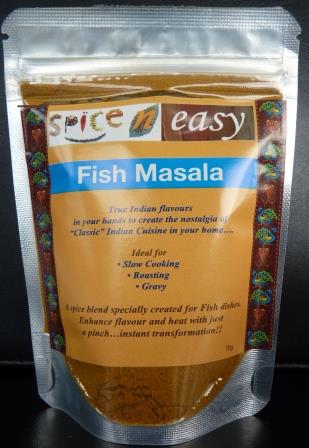 spice n easy
Fish Masala
True Indian flavours
in your hands to create the nostalgia of
"Classic" Indian Cuisine in your home....
Ideal for
• Slow Cooking
• Roasting
• Gravy
A spice blend specially created for Fish dishes.
Enhance flavour and heat with just
a pinch...instant transformation!!